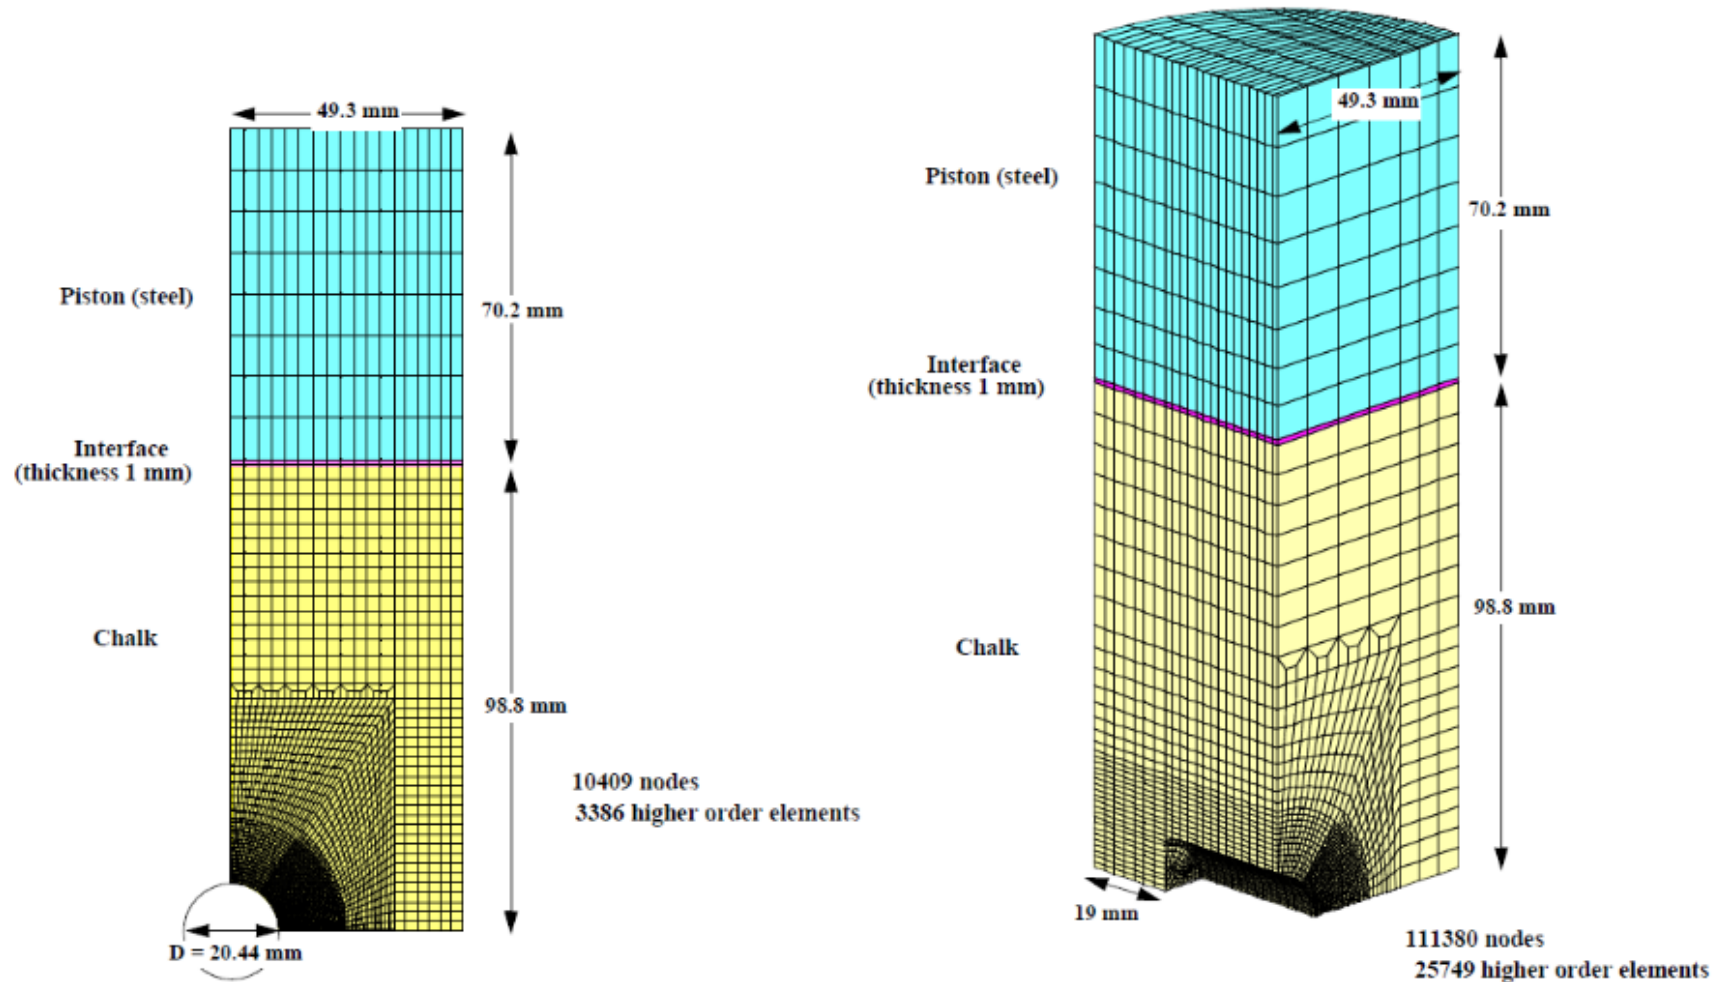 49.3 mm
Piston (steel)
70.2 mm
Interface
(thickness 1 mm)
Chalk
98.8 mm
10409 nodes
3386 higher order elements
D = 20.44 mm
49.3 mm
Piston (steel)
70.2 mm
Interface
(thickness 1 mm)
98.8 mm
Chalk
19 mm
111380 nodes
25749 higher order elements